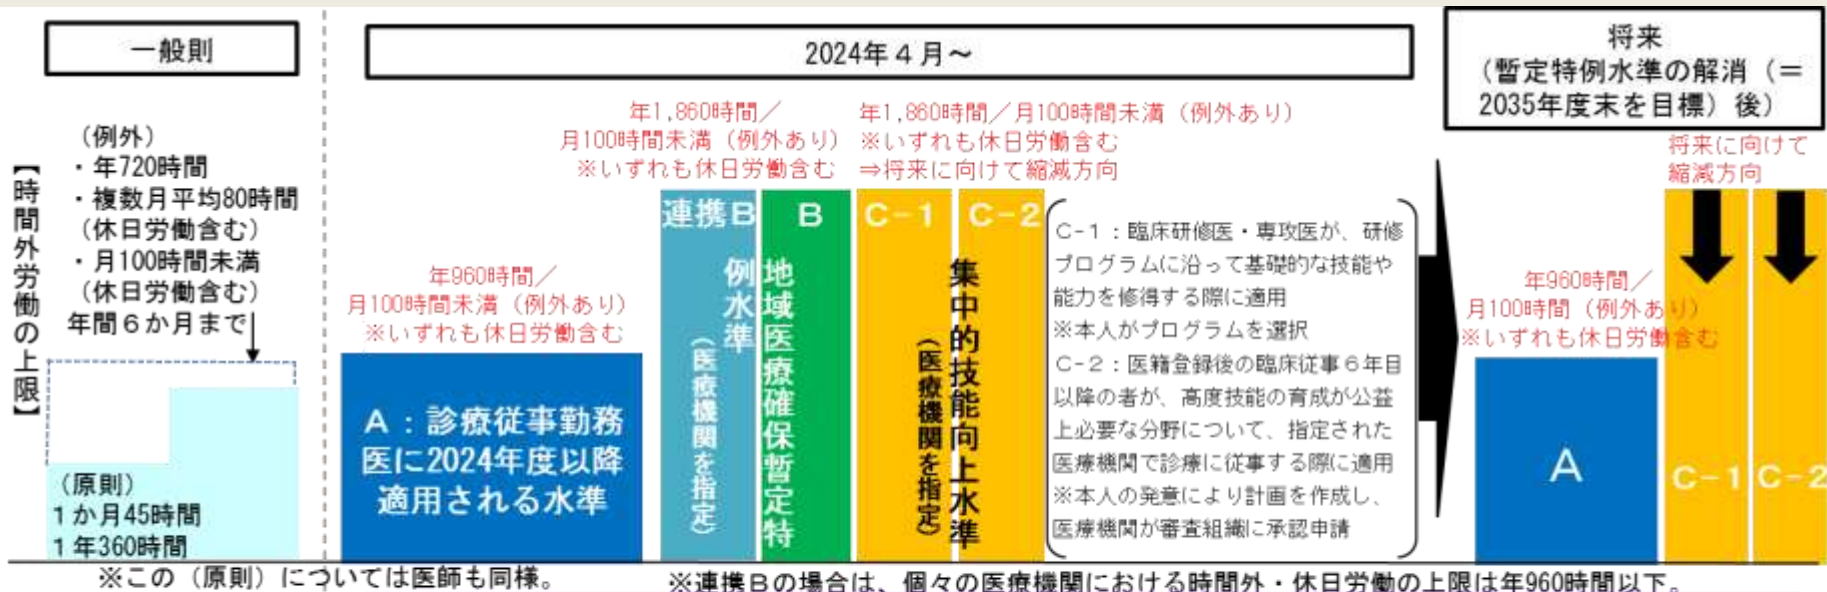 一般則
2024年４月～
将来
（暫定特例水準の解消（＝
2035年度末を目標）後）
【時間外労働の上限】
（例外）
・年720時間
・複数月平均80時間
（休日労働含む）
・月100時間未満
（休日労働含む）
年間６か月まで
（原則）
１か月45時間
１年360時間
年960時間／
月100時間未満（例外あり）
※いずれも休日労働含む
Ａ：診療従事勤務
医に2024年度以降
適用される水準
年1,860時間／
月100時間未満（例外あり）
※いずれも休日労働含む
連携Ｂ
Ｂ
地域医療確保暫定特
例水準
（医療機関を指定）
年1,860時間／月100時間未満（例外あり）
※いずれも休日労働含む
⇒将来に向けて縮減方向
Ｃ－１
Ｃ－２
集中的技能向上水準
（医療機関を指定）
Ｃ－１：臨床研修医・専攻医が、研修
プログラムに沿って基礎的な技能や
能力を修得する際に適用
※本人がプログラムを選択
Ｃ－２：医籍登録後の臨床従事６年目
以降の者が、高度技能の育成が公益
上必要な分野について、指定された
医療機関で診療に従事する際に適用
※本人の発意により計画を作成し、
医療機関が審査組織に承認申請
将来に向けて
縮減方向
年960時間／
月100時間（例外あり）
※いずれも休日労働含む
Ａ
Ｃ－１
Ｃ－２
※この（原則）については医師も同様。
※連携Ｂの場合は、個々の医療機関における時間外・休日労働の上限は年960時間以下。